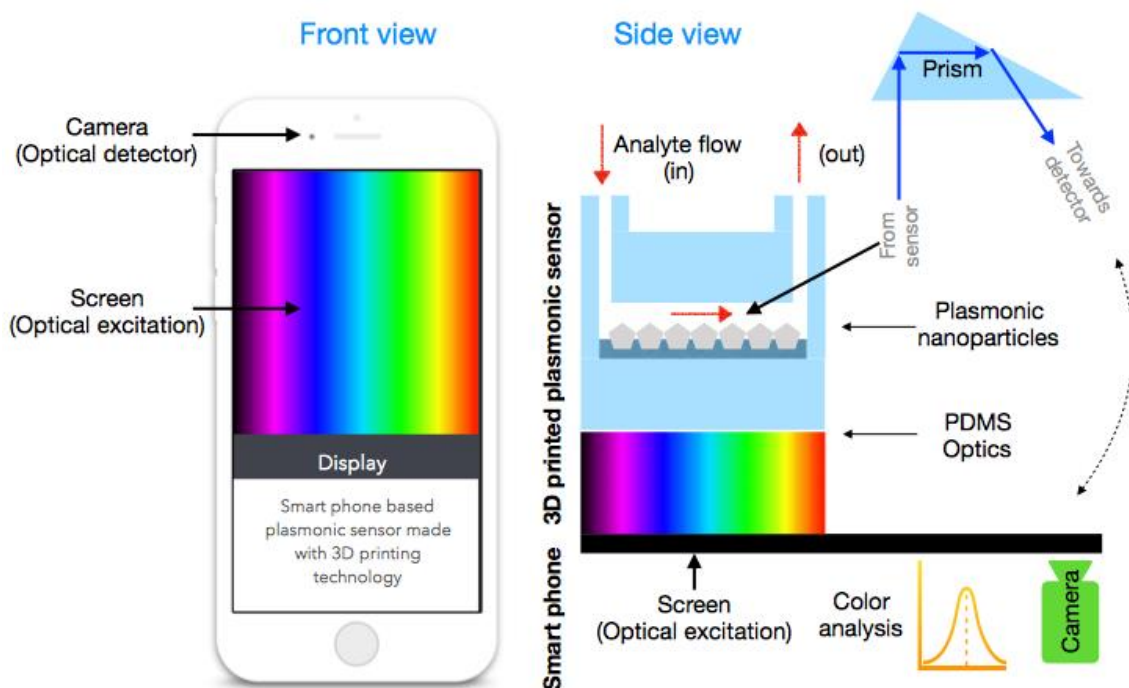 Front view
Camera
(Optical detector)
Screen
(Optical excitation)
Display
Smart phone based
plasmonic sensor made
with 3D printing
technology
Side view
Prism
Analyte flow
(in)
(out)
From
sensor
Towards
detector
3D printed plasmonic sensor
Plasmonic
nanoparticles
PDMS
Optics
Smart phone
Screen
(Optical excitation)
Color
analysis
Camera